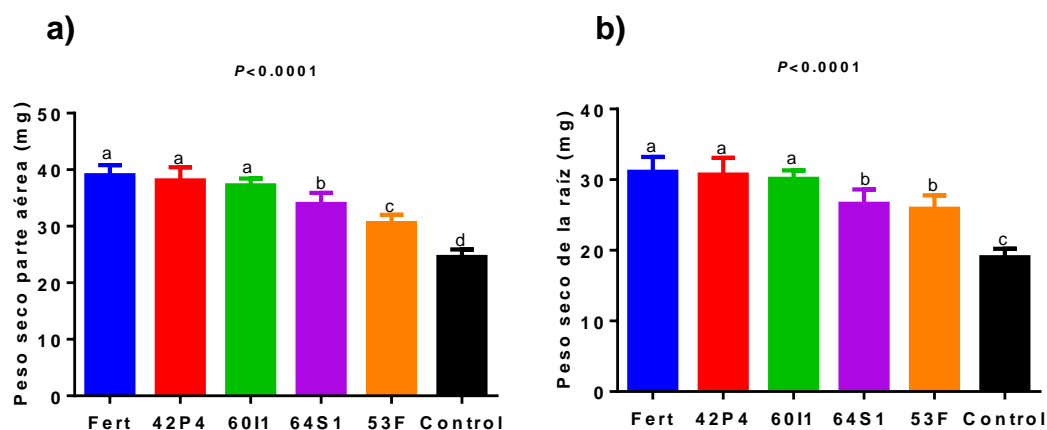 a)
P<0.0001
Peso seco parte aérea (mg)
50
40
30
20
10
0
a
a
a
b
c
d
Fert 42P4 60I1 64S1 53F Control
b)
P<0.0001
Peso seco de la raíz (mg)
40
30
20
10
0
a
a
a
b
b
c
Fert 42P4 60I1 64S1 53F Control